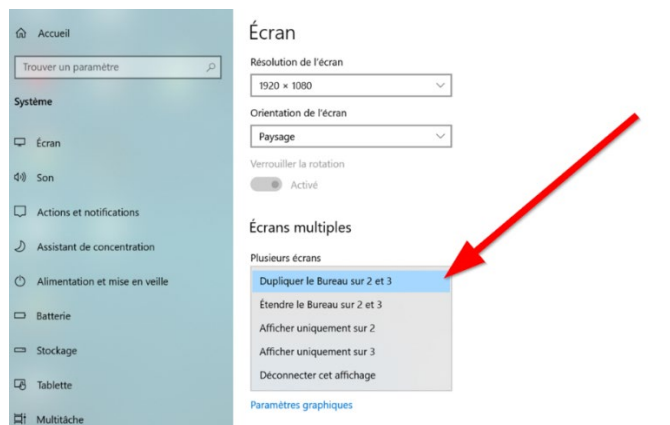 Accueil
Trouver un paramètre
Système
Écran
Son
Actions et notifications
Assistant de concentration
Alimentation et mise en veille
Batterie
Stockage
Tablette
Multitâche
Écran
Résolution de l'écran
1920 × 1080
Orientation de l'écran
Paysage
Verrouiller la rotation
Activé
Écrans multiples
Plusieurs écrans
Dupliquer le Bureau sur 2 et 3
Étendre le Bureau sur 2 et 3
Afficher uniquement sur 2
Afficher uniquement sur 3
Déconnecter cet affichage
Paramètres graphiques